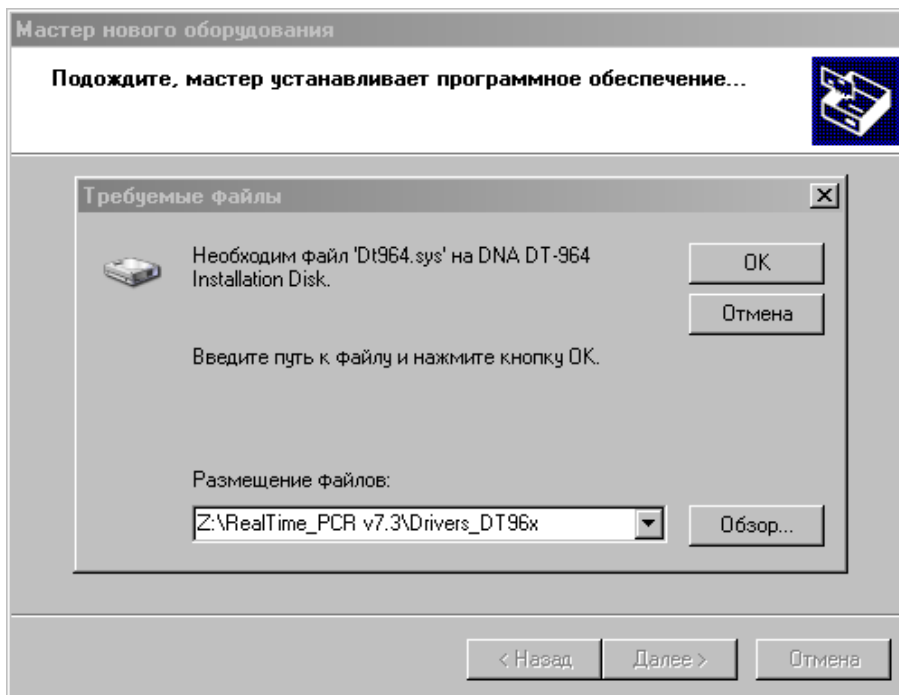 Мастер нового оборудования
Подождите, мастер устанавливает программное обеспечение...
Требуемые файлы
Необходим файл 'Dt964.sys' на DNA DT-964
Installation Disk.
OK
Отмена
Введите путь к файлу и нажмите кнопку OK.
Размещение файлов:
Z:\RealTime_PCR v7.3\Drivers_DT96x
Обзор...
< Назад
Далее >
Отмена